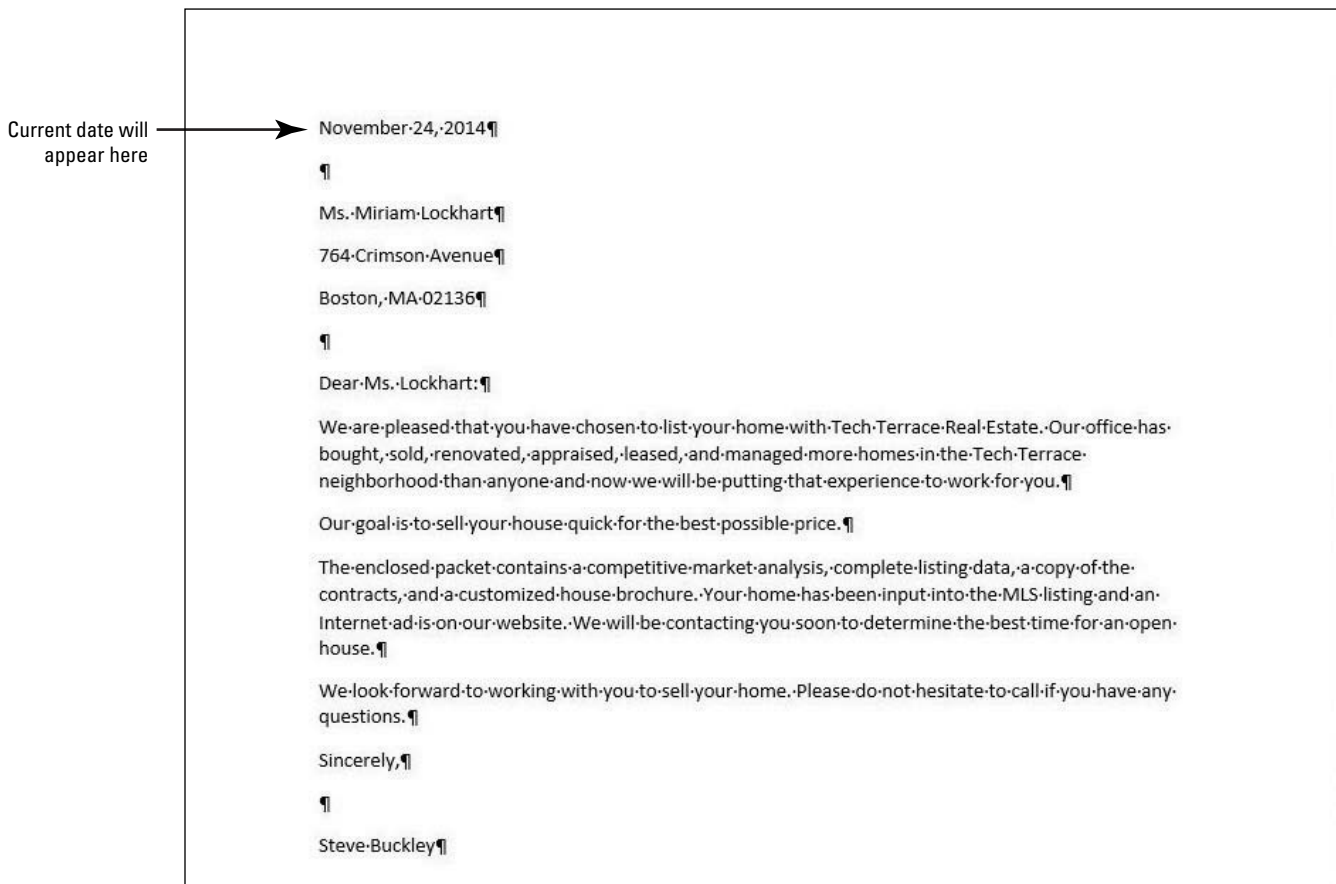 Current date will
appear here
November·24,·2014¶
¶
Ms.·Miriam·Lockhart¶
764·Crimson·Avenue¶
Boston,·MA·02136¶
¶
Dear·Ms.·Lockhart:¶
We·are·pleased·that·you·have·chosen·to·list·your·home·with·Tech·Terrace·Real·Estate.·Our·office·has·
bought,·sold,·renovated,·appraised,·leased,·and·managed·more·homes·in·the·Tech·Terrace·
neighborhood·than·anyone·and·now·we·will·be·putting·that·experience·to·work·for·you.¶
Our·goal·is·to·sell·your·house·quick·for·the·best·possible·price.¶
The·enclosed·packet·contains·a·competitive·market·analysis,·complete·listing·data,·a·copy·of·the·
contracts,·and·a·customized·house·brochure.·Your·home·has·been·input·into·the·MLS·listing·and·an·
Internet·ad·is·on·our·website.·We·will·be·contacting·you·soon·to·determine·the·best·time·for·an·open·
house.¶
We·look·forward·to·working·with·you·to·sell·your·home.·Please·do·not·hesitate·to·call·if·you·have·any·
questions.¶
Sincerely,¶
¶
Steve·Buckley¶